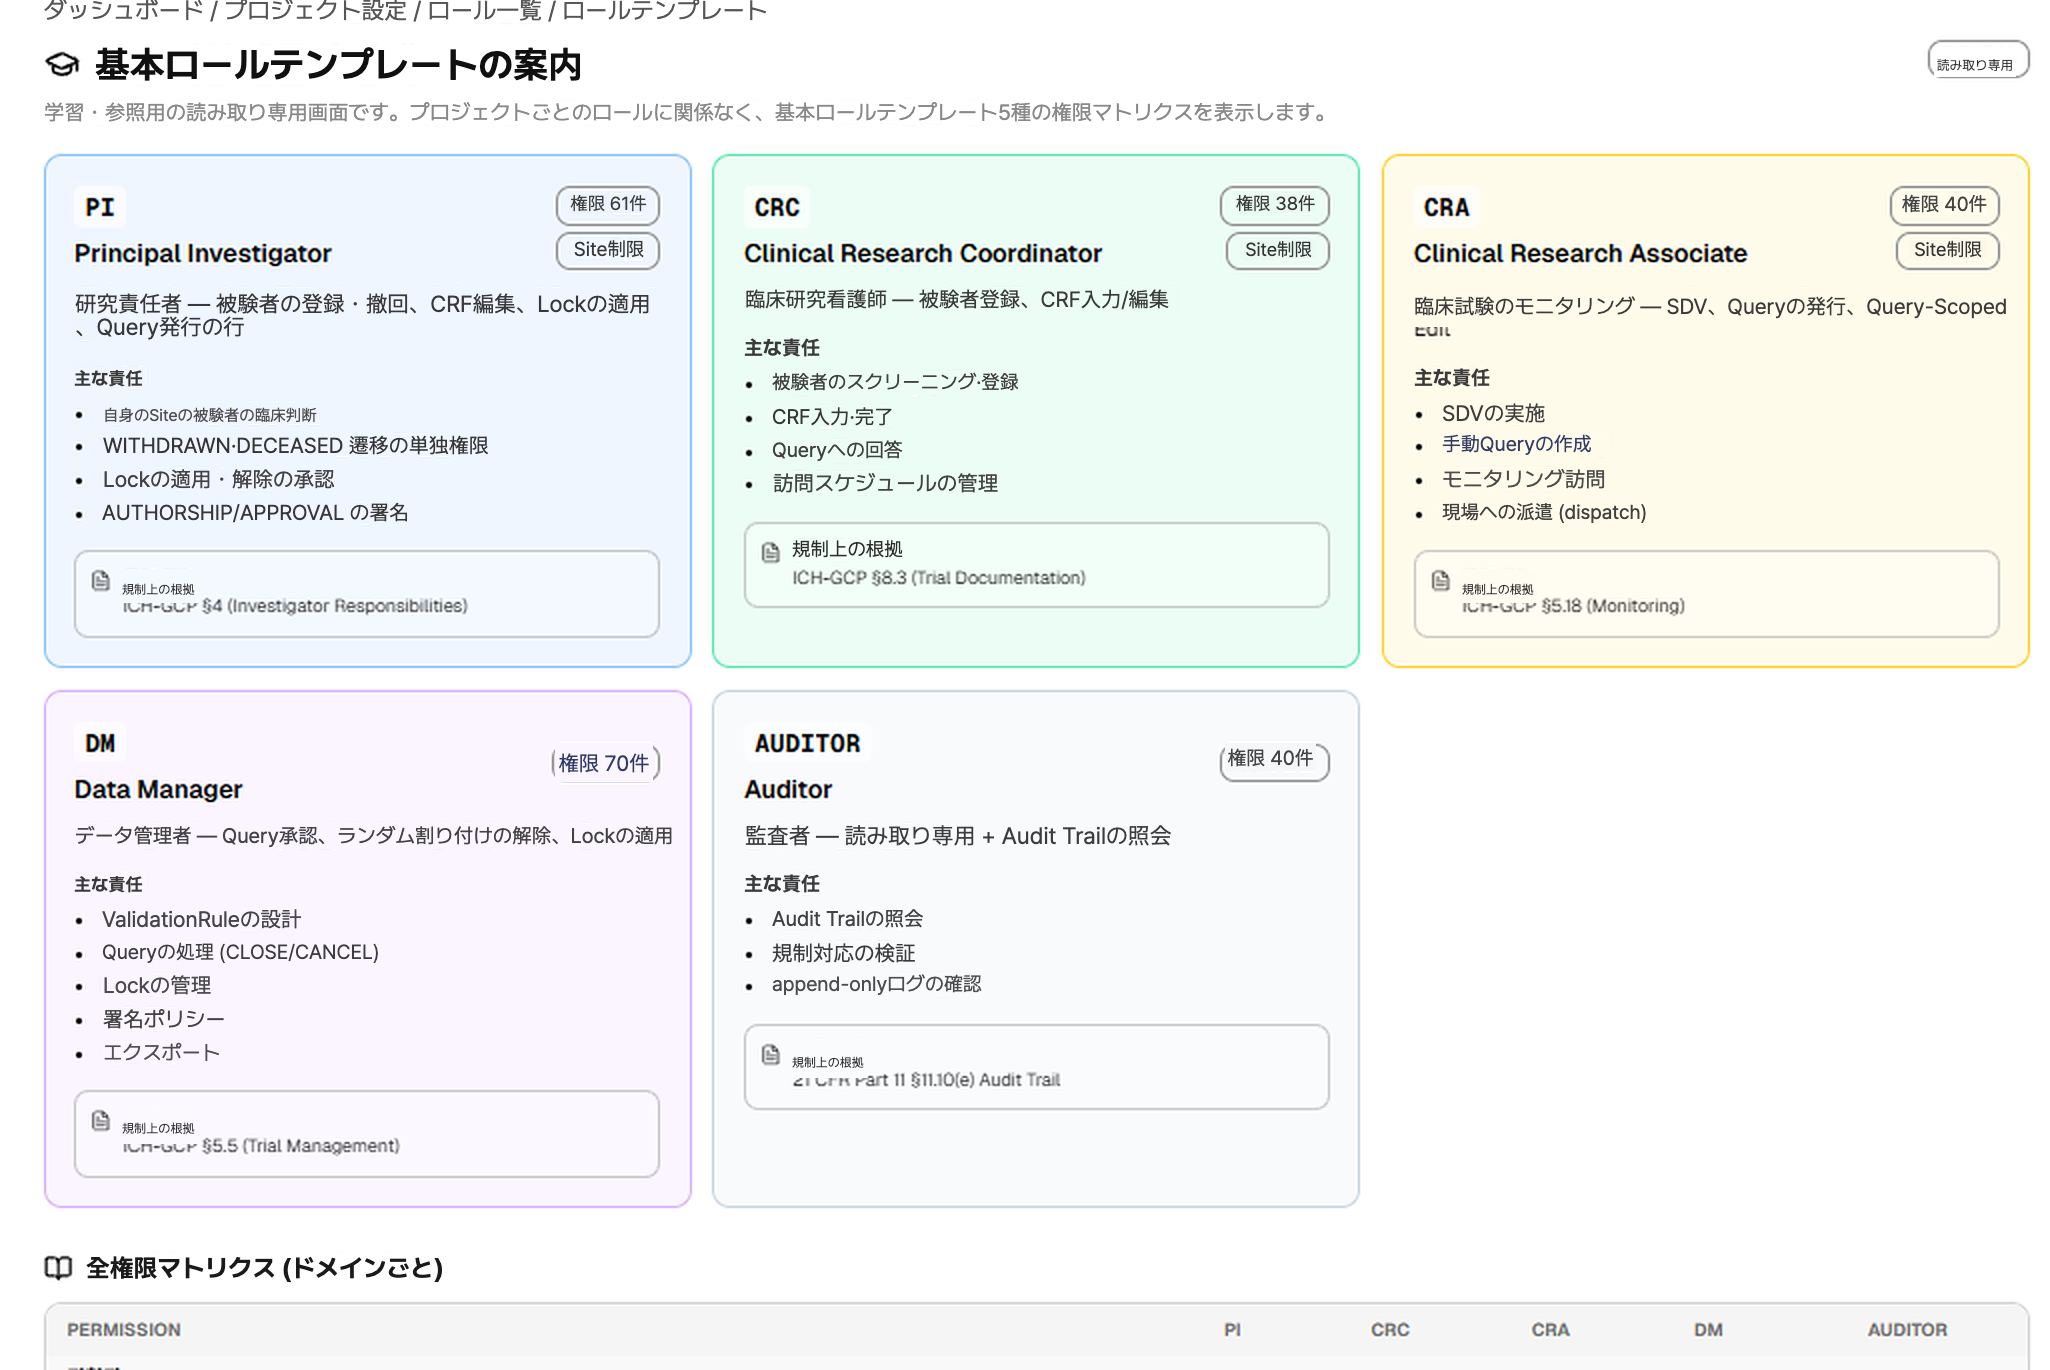 ダッシュボード / プロジェクト設定 / ロール一覧 / ロールテンプレート
基本ロールテンプレートの案内
読み取り専用
学習・参照用の読み取り専用画面です。プロジェクトごとのロールに関係なく、基本ロールテンプレート5種の権限マトリクスを表示します。
PI
権限 61件
Principal Investigator
Site制限
研究責任者 — 被験者の登録・撤回、CRF編集、Lockの適用
、Query発行の行
主な責任
• 自身のSiteの被験者の臨床判断
• WITHDRAWN·DECEASED 遷移の単独権限
• Lockの適用・解除の承認
• AUTHORSHIP/APPROVAL の署名
規制上の根拠
ICH-GCP §4 (Investigator Responsibilities)
CRC
権限 38件
Clinical Research Coordinator
Site制限
臨床研究看護師 — 被験者登録、CRF入力/編集
主な責任
• 被験者のスクリーニング·登録
• CRF入力·完了
• Queryへの回答
• 訪問スケジュールの管理
規制上の根拠
ICH-GCP §8.3 (Trial Documentation)
CRA
権限 40件
Clinical Research Associate
Site制限
臨床試験のモニタリング — SDV、Queryの発行、Query-Scoped
Edit
主な責任
• SDVの実施
• 手動Queryの作成
• モニタリング訪問
• 現場への派遣 (dispatch)
規制上の根拠
ICH-GCP §5.18 (Monitoring)
DM
権限 70件
Data Manager
データ管理者 — Query承認、ランダム割り付けの解除、Lockの適用
主な責任
• ValidationRuleの設計
• Queryの処理 (CLOSE/CANCEL)
• Lockの管理
• 署名ポリシー
• エクスポート
規制上の根拠
ICH-GCP §5.5 (Trial Management)
AUDITOR
権限 40件
Auditor
監査者 — 読み取り専用 + Audit Trailの照会
主な責任
• Audit Trailの照会
• 規制対応の検証
• append-onlyログの確認
規制上の根拠
21 CFR Part 11 §11.10(e) Audit Trail
全権限マトリクス (ドメインごと)
PERMISSION PI CRC CRA DM AUDITOR